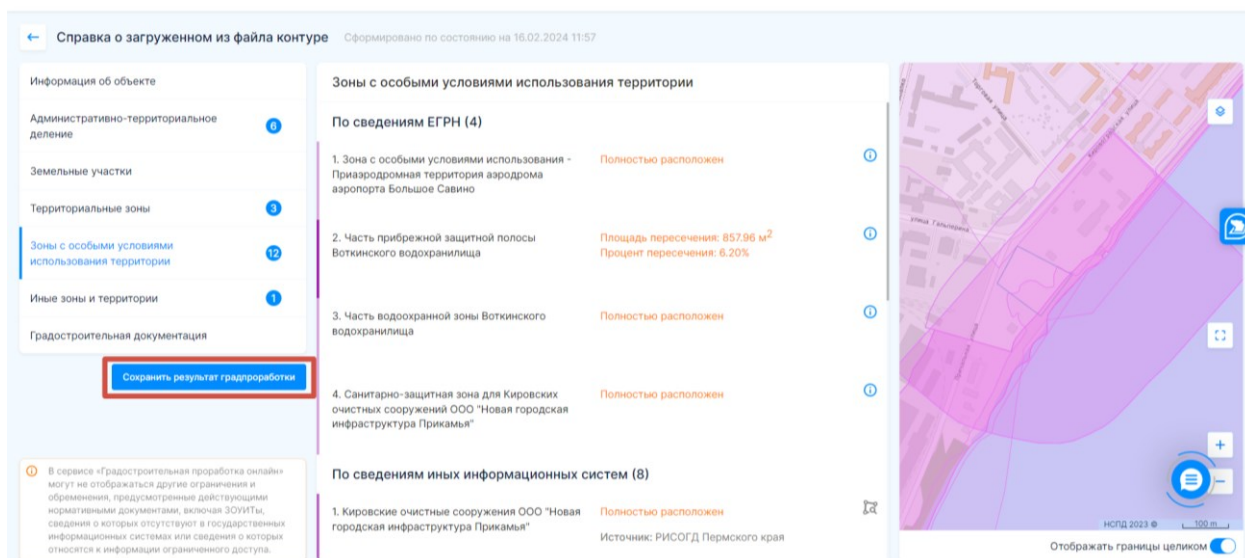 Справка о загруженном из файла контуре
Сформировано по состоянию на 16.02.2024 11:57
Информация об объекте
Административно-территориальное
деление
6
Земельные участки
Территориальные зоны
3
Зоны с особыми условиями
использования территории
12
Иные зоны и территории
1
Градостроительная документация
Сохранить результат градпроработки
В сервисе «Градостроительная проработка онлайн»
могут не отображаться другие ограничения и
обременения, предусмотренные действующими
нормативными документами, включая ЗОУИТы,
сведения о которых отсутствуют в государственных
информационных системах или сведения о которых
относятся к информации ограниченного доступа.
Зоны с особыми условиями использования территории
По сведениям ЕГРН (4)
1. Зона с особыми условиями использования -
Приаэродромная территория аэродрома
аэропорта Большое Савино
Полностью расположен
2. Часть прибрежной защитной полосы
Воткинского водохранилища
Площадь пересечения: 857.96 м2
Процент пересечения: 6.20%
3. Часть водоохранной зоны Воткинского
водохранилища
Полностью расположен
4. Санитарно-защитная зона для Кировских
очистных сооружений ООО "Новая городская
инфраструктура Прикамья"
Полностью расположен
По сведениям иных информационных систем (8)
1. Кировские очистные сооружения ООО "Новая
городская инфраструктура Прикамья"
Полностью расположен
Источник: РИСОГД Пермского края
Торговая улица
улица Гальперина
НСПД 2023 ©
100 m
Отображать границы целиком